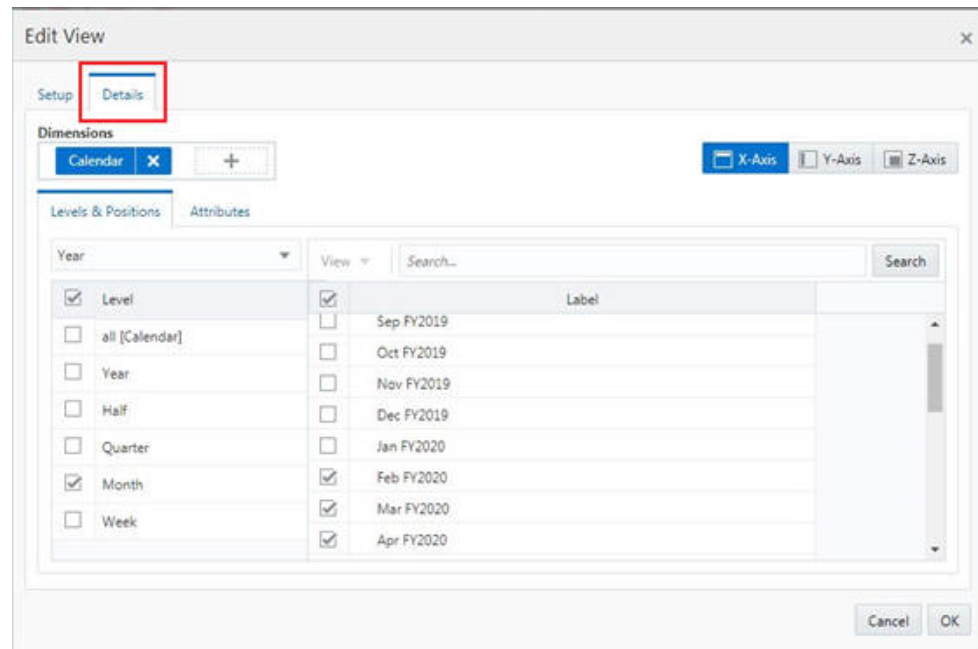 Edit View
Setup Details
Dimensions
Calendar
X-Axis Y-Axis Z-Axis
Levels & Positions Attributes
Year View Search... Search
Level Label
all [Calendar]
Year
Half
Quarter
Month
Week
Sep FY2019
Oct FY2019
Nov FY2019
Dec FY2019
Jan FY2020
Feb FY2020
Mar FY2020
Apr FY2020
Cancel OK